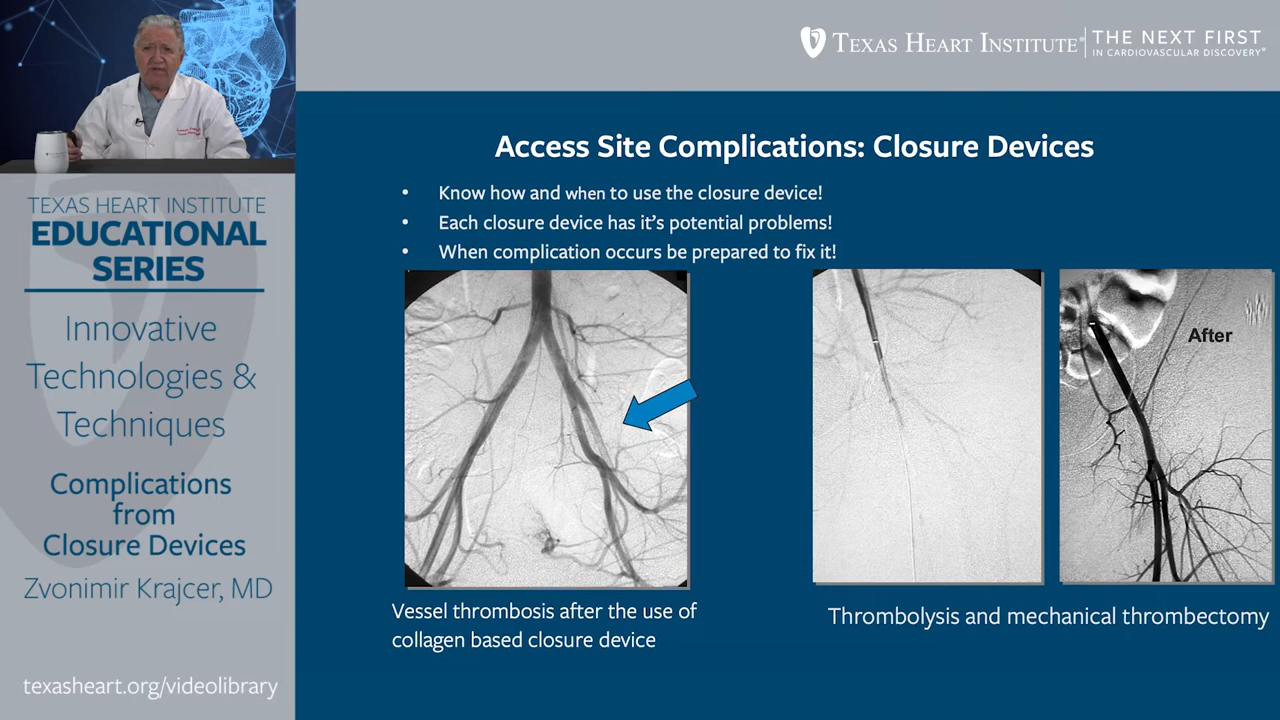 TEXAS HEART INSTITUTE®
THE NEXT FIRST
IN CARDIOVASCULAR DISCOVERY®
TEXAS HEART INSTITUTE
EDUCATIONAL
SERIES
Innovative
Technologies &
Techniques
Complications
from
Closure Devices
Zvonimir Krajcer, MD
texasheart.org/videolibrary
Access Site Complications: Closure Devices
• Know how and when to use the closure device!
• Each closure device has it's potential problems!
• When complication occurs be prepared to fix it!
After
Vessel thrombosis after the use of
collagen based closure device
Thrombolysis and mechanical thrombectomy